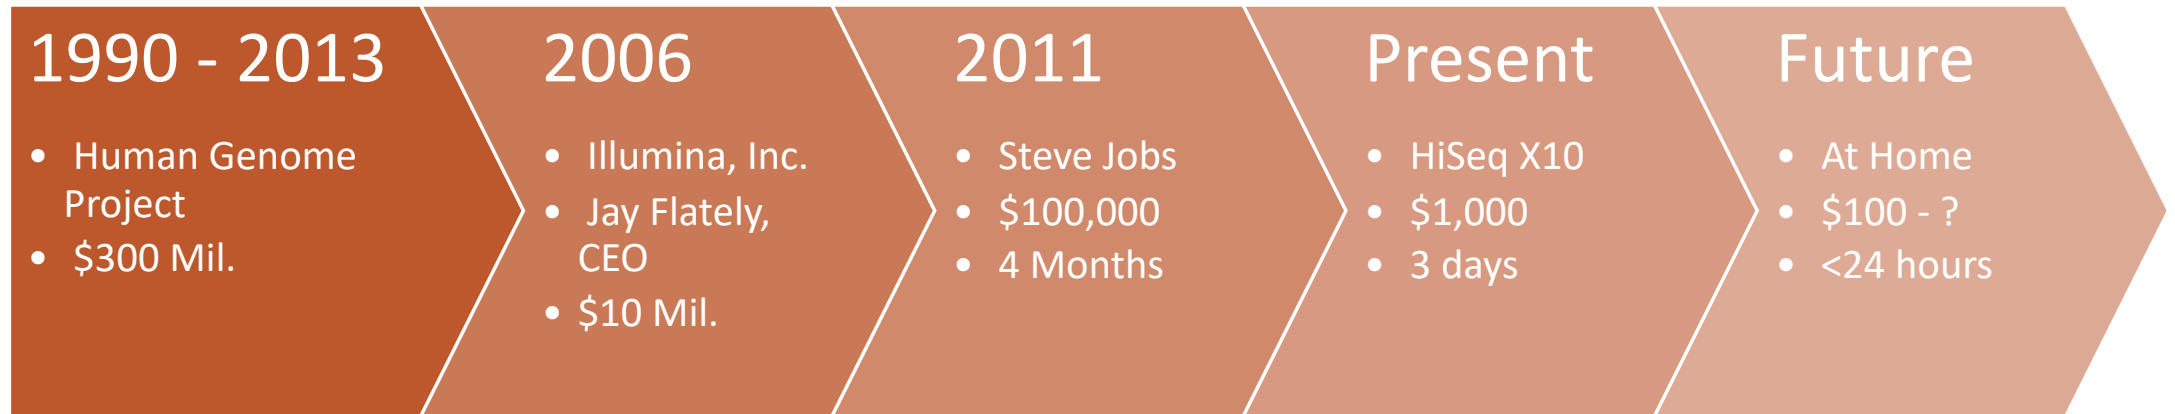 1990 - 2013
• Human Genome
Project
• $300 Mil.
2006
• Illumina, Inc.
• Jay Flately,
CEO
• $10 Mil.
2011
• Steve Jobs
• $100,000
• 4 Months
Present
• HiSeq X10
• $1,000
• 3 days
Future
• At Home
• $100 - ?
• <24 hours